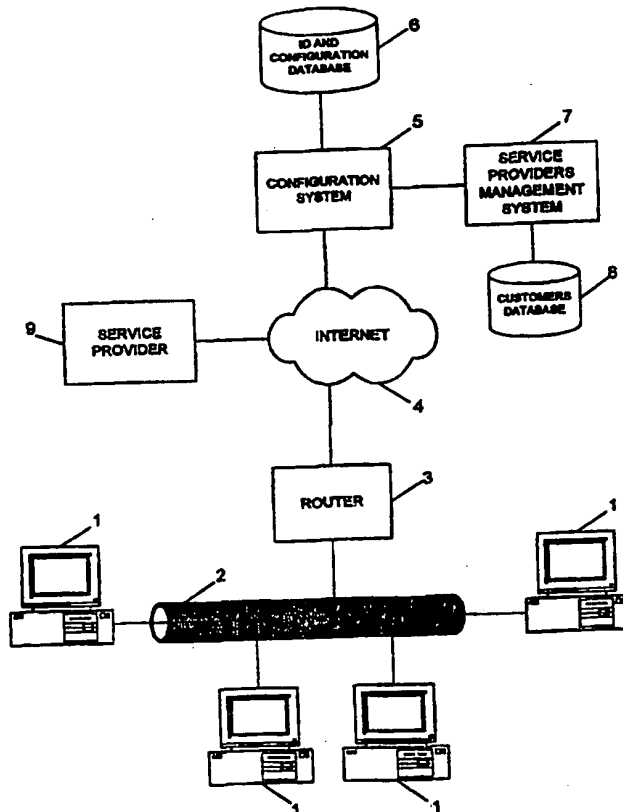 ID AND
CONFIGURATION
DATABASE
6
5
7
CONFIGURATION
SYSTEM
SERVICE
PROVIDERS
MANAGEMENT
SYSTEM
8
CUSTOMERS
DATABASE
9
SERVICE
PROVIDER
INTERNET
4
ROUTER
3
1
2
1
1
1